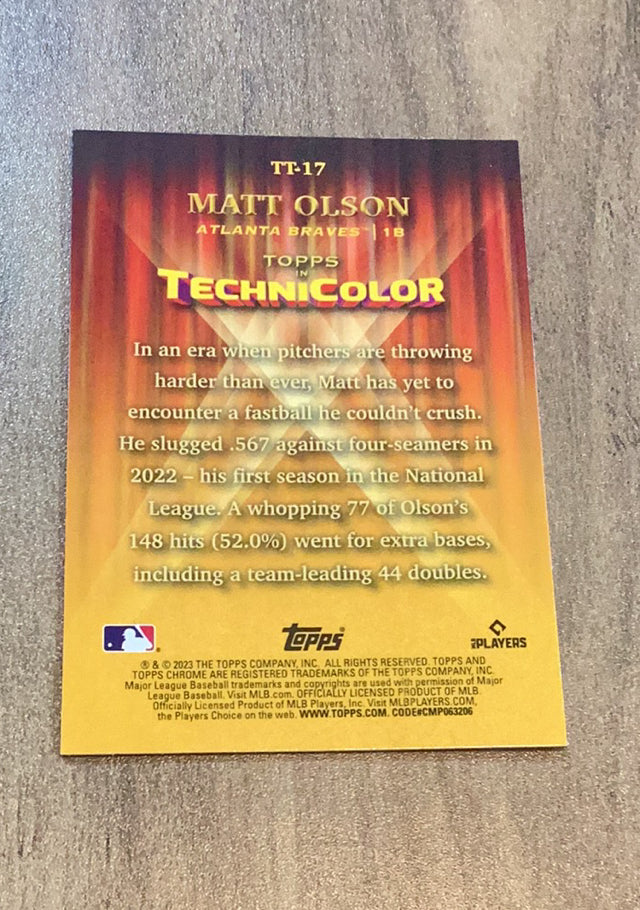 TT-17
MATT OLSON
ATLANTA BRAVES™ | 1B
TOPPS
IN
TECHNICOLOR
In an era when pitchers are throwing
harder than ever, Matt has yet to
encounter a fastball he couldn't crush.
He slugged .567 against four-seamers in
2022 – his first season in the National
League. A whopping 77 of Olson's
148 hits (52.0%) went for extra bases,
including a team-leading 44 doubles.
Topps®
MLB PLAYERS
® & © 2023 THE TOPPS COMPANY, INC. ALL RIGHTS RESERVED. TOPPS AND
TOPPS CHROME ARE REGISTERED TRADEMARKS OF THE TOPPS COMPANY, INC.
Major League Baseball trademarks and copyrights are used with permission of Major
League Baseball. Visit MLB.com. OFFICIALLY LICENSED PRODUCT OF MLB
Officially Licensed Product of MLB Players, Inc. Visit MLBPLAYERS.COM,
the Players Choice on the web. WWW.TOPPS.COM. CODE#CMP063206